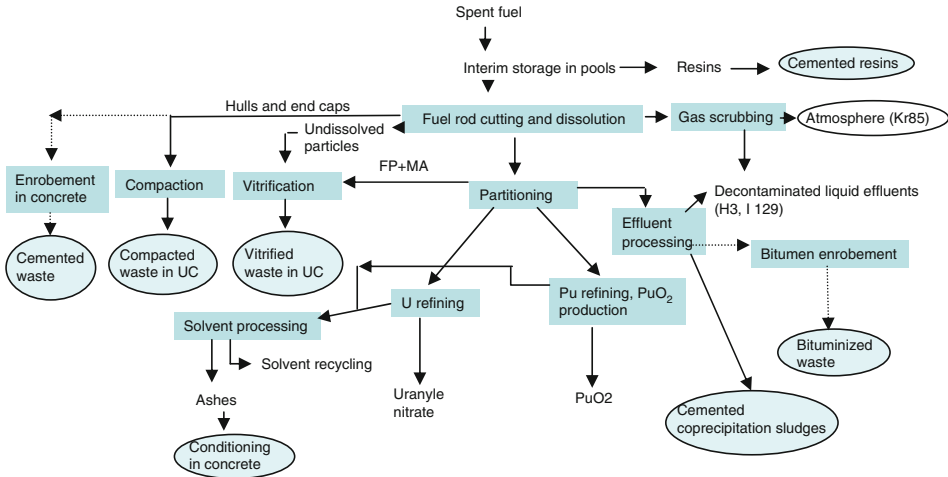 Spent fuel
Interim storage in pools
Resins
Cemented resins
Hulls and end caps
Fuel rod cutting and dissolution
Gas scrubbing
Atmosphere (Kr85)
Undissolved
particles
FP+MA
Enrobement
in concrete
Compaction
Vitrification
Partitioning
Decontaminated liquid effluents
(H3, I 129)
Effluent
processing
Bitumen enrobement
Cemented
waste
Compacted
waste in UC
Vitrified
waste in UC
U refining
Pu refining, PuO2
production
Solvent processing
Solvent recycling
Bituminized
waste
Uranyle
nitrate
PuO2
Ashes
Cemented
coprecipitation sludges
Conditioning
in concrete